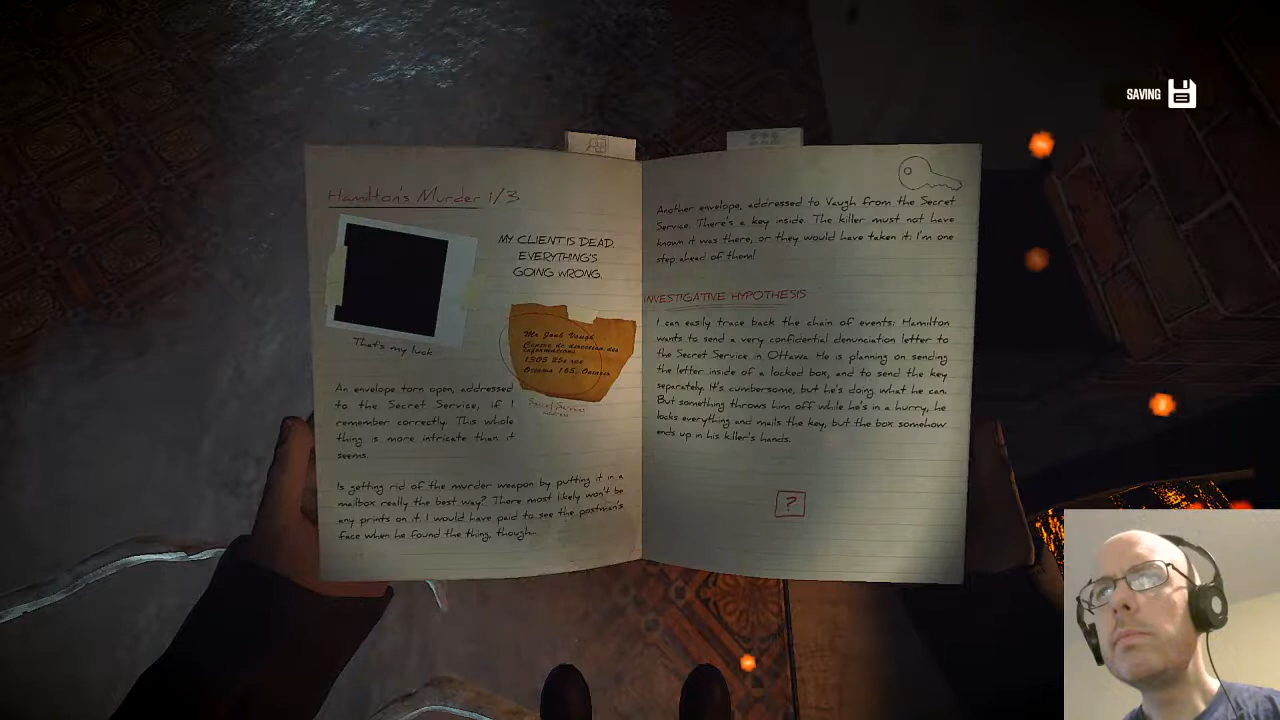 SAVING
Hamilton's Murder 1/3
MY CLIENT IS DEAD.
EVERYTHING'S
GOING WRONG.
That's my luck
Mr Jack Vaugh
1305 25e rue
An envelope torn open, addressed
to the Secret Service, if I
remember correctly. This whole
thing is more intricate than it
seems.
Secret Service
address
Is getting rid of the murder weapon by putting it in a
mailbox really the best way? There most likely won't be
any prints on it. I would have paid to see the postman's
face when he found the thing, though...
Another envelope, addressed to Vaugh from the Secret
Service. There's a key inside. The killer must not have
known it was there, or they would have taken it: I'm one
step ahead of them!
INVESTIGATIVE HYPOTHESIS
I can easily trace back the chain of events: Hamilton
wants to send a very confidential denunciation letter to
the Secret Service in Ottawa. He is planning on sending
the letter inside of a locked box, and to send the key
separately. It's cumbersome, but he's doing what he can.
But something throws him off while he's in a hurry, he
locks everything and mails the key, but the box somehow
ends up in his killer's hands.
?